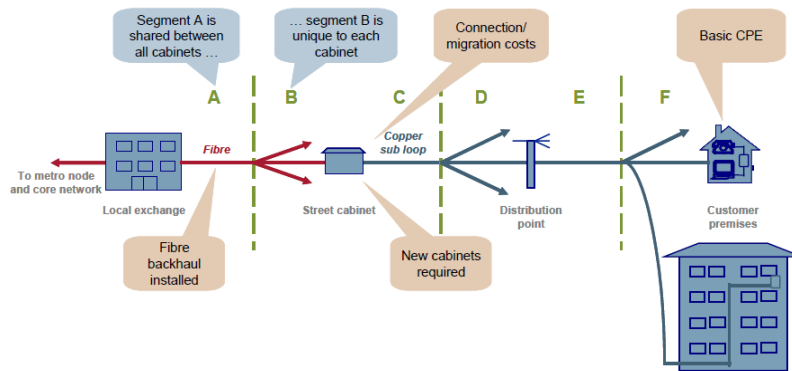 Segment A is
shared between
all cabinets …
… segment B is
unique to each
cabinet
Connection/
migration costs
Basic CPE
A
B
C
D
E
F
Fibre
Copper
sub loop
To metro node
and core network
Local exchange
Street cabinet
Distribution
point
Customer
premises
Fibre
backhaul
installed
New cabinets
required